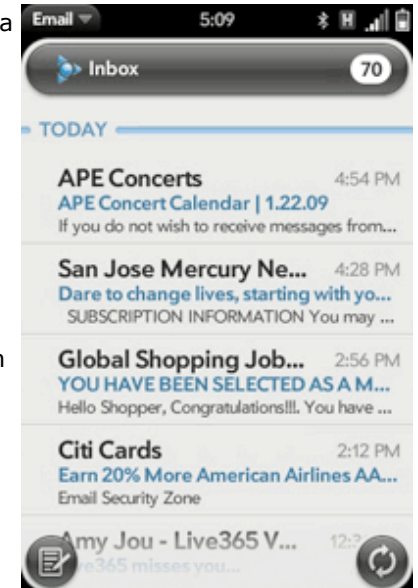 a
Email 5:09 H
Inbox 70
TODAY
APE Concerts 4:54 PM
APE Concert Calendar | 1.22.09
If you do not wish to receive messages from...
San Jose Mercury Ne... 4:28 PM
Dare to change lives, starting with yo...
SUBSCRIPTION INFORMATION You may ...
Global Shopping Job... 2:56 PM
YOU HAVE BEEN SELECTED AS A M...
Hello Shopper, Congratulations!!!. You have ...
Citi Cards 2:12 PM
Earn 20% More American Airlines AA...
Email Security Zone
Amy Jou - Live365 V...
Live365 misses you...